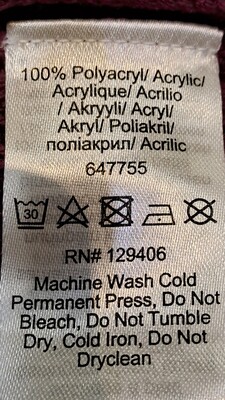 100% Polyacryl/ Acrylic/
Acrylique/ Acrilio
/ Akryyli/ Acryl/
Akryl/ Poliakril/
поліакрил/ Acrilic
647755
30
RN# 129406
Machine Wash Cold
Permanent Press, Do Not
Bleach, Do Not Tumble
Dry, Cold Iron, Do Not
Dryclean